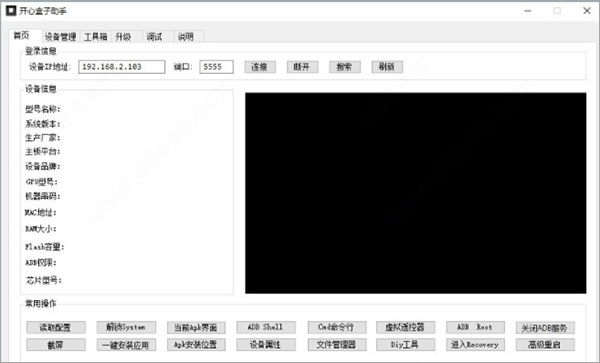 开心盒子助手
首页 设备管理 工具箱 升级 调试 说明
登录信息
设备IP地址: 192.168.2.103 端口: 5555 连接 断开 搜索 刷新
设备信息
型号名称:
系统版本:
生产厂家:
主板平台:
设备品牌:
GPU型号:
机器串码:
MAC地址:
RAM大小:
Flash容量:
ADB权限:
芯片型号:
常用操作
读取配置 解锁System 当前Apk界面 ADB Shell Cmd命令行 虚拟遥控器 ADB Root 关闭ADB服务
截屏 一键安装应用 Apk安装位置 设备属性 文件管理器 Diy工具 进入Recovery 高级重启